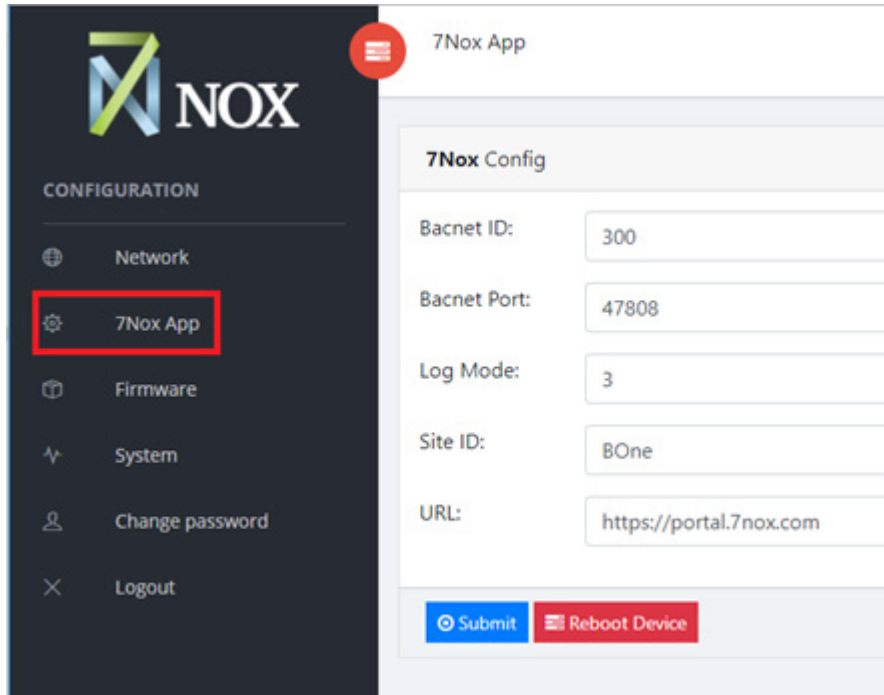 7 NOX
CONFIGURATION
Network
7Nox App
Firmware
System
Change password
Logout
7Nox App
7Nox Config
Bacnet ID: 300
Bacnet Port: 47808
Log Mode: 3
Site ID: BOne
URL: https://portal.7nox.com
Submit Reboot Device